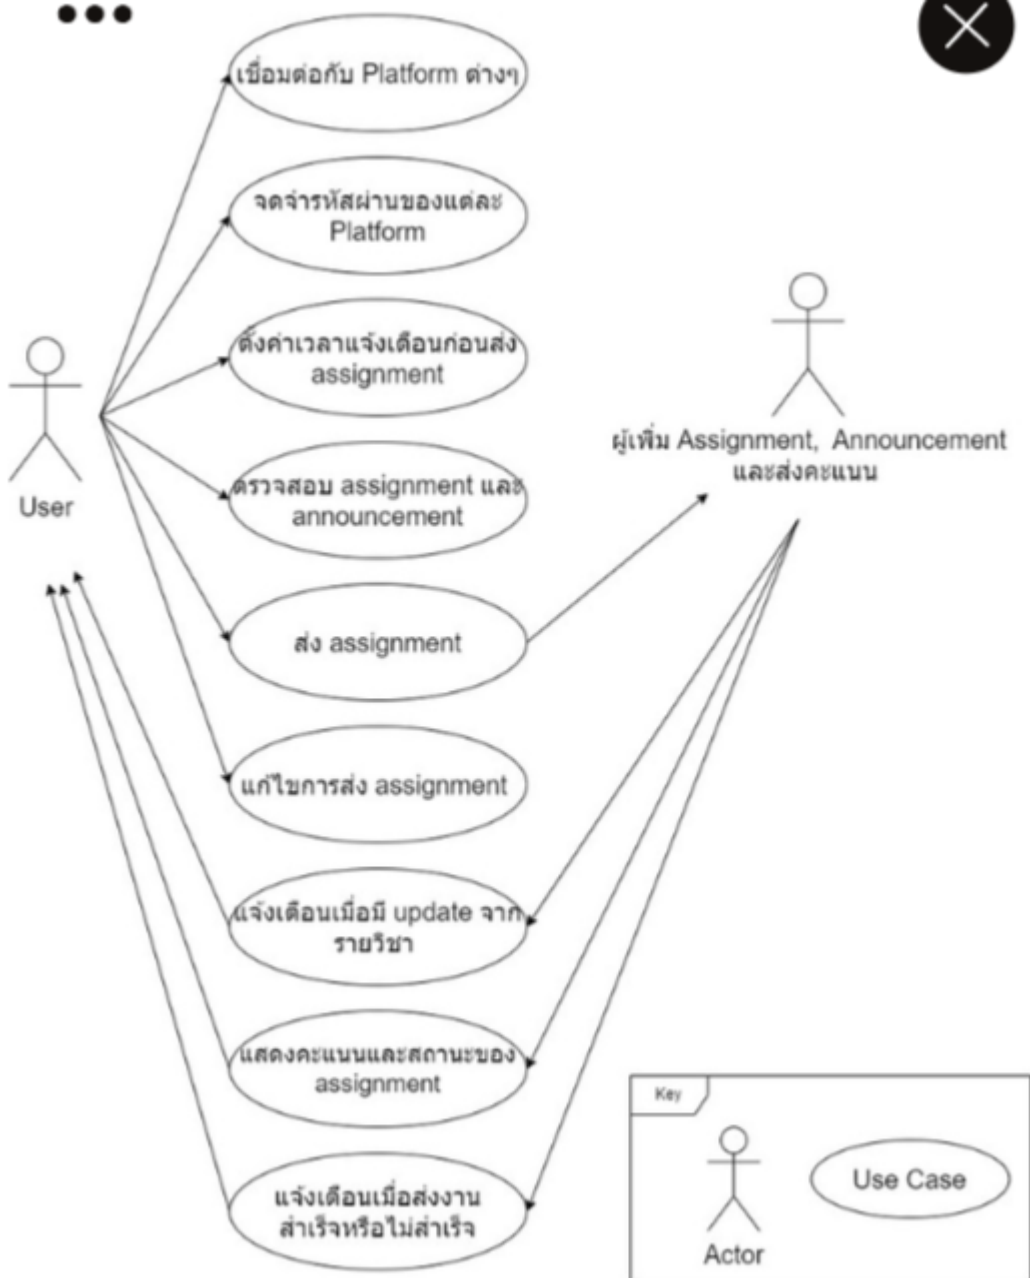 เชื่อมต่อกับ Platform ต่างๆ
จดจำรหัสผ่านของแต่ละ
Platform
ตั้งค่าเวลาแจ้งเตือนก่อนส่ง
assignment
ตรวจสอบ assignment และ
announcement
ส่ง assignment
แก้ไขการส่ง assignment
แจ้งเตือนเมื่อมี update จาก
รายวิชา
แสดงคะแนนและสถานะของ
assignment
แจ้งเตือนเมื่อส่งงาน
สำเร็จหรือไม่สำเร็จ
User
ผู้เพิ่ม Assignment, Announcement
และส่งคะแนน
Key
Actor
Use Case